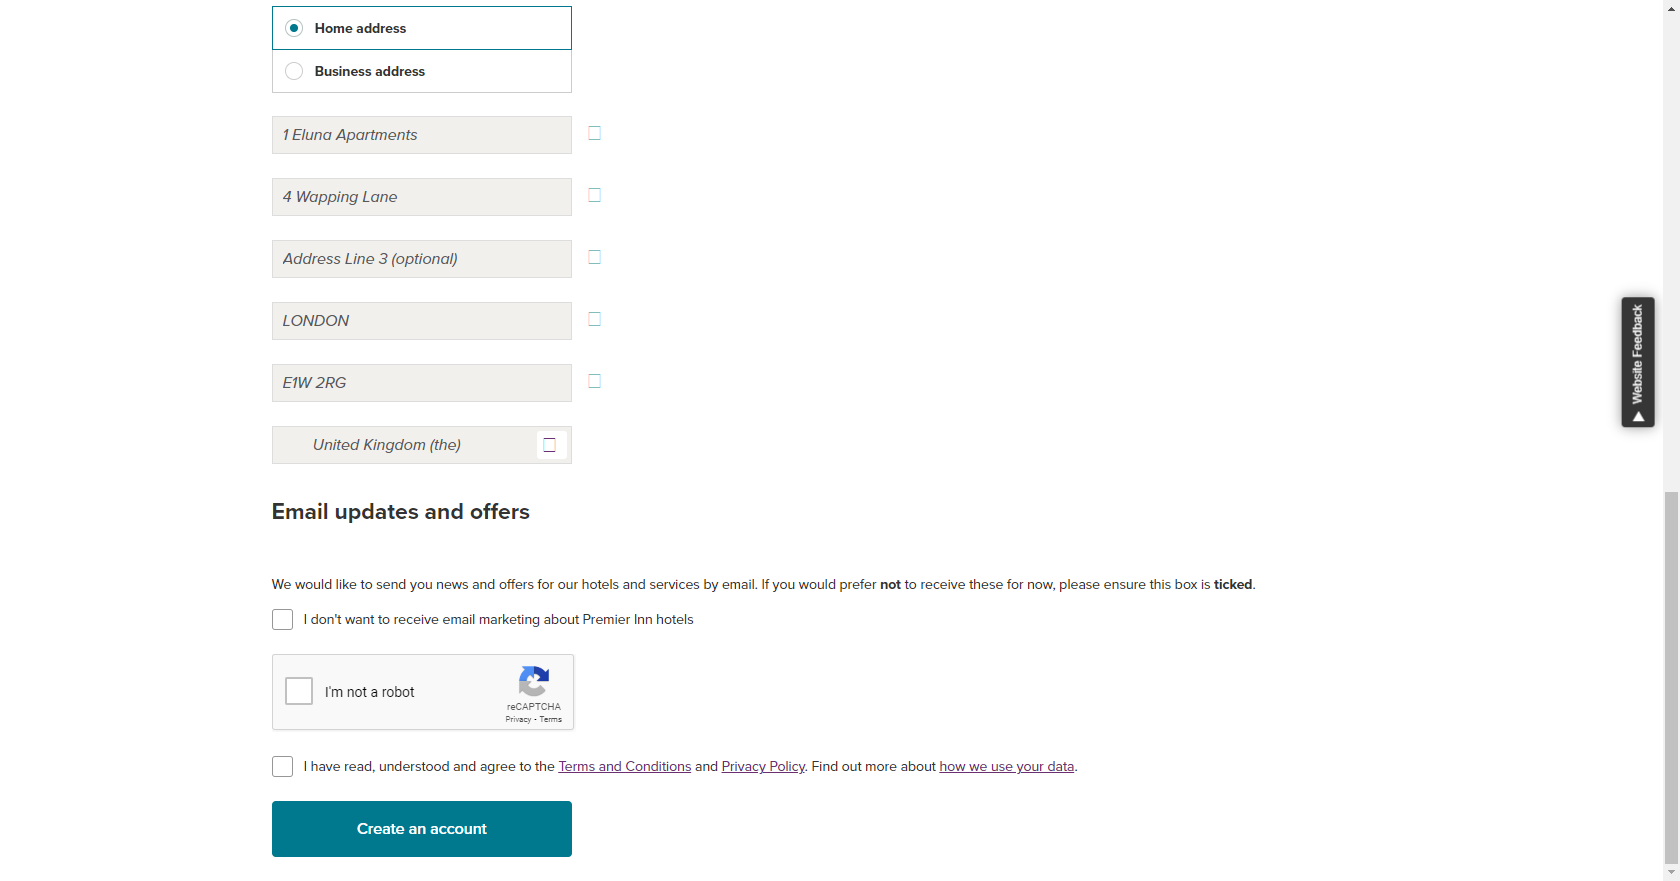 Home address
Business address
1 Eluna Apartments
4 Wapping Lane
Address Line 3 (optional)
LONDON
E1W 2RG
United Kingdom (the)
Website Feedback
Email updates and offers
We would like to send you news and offers for our hotels and services by email. If you would prefer not to receive these for now, please ensure this box is ticked.
I don't want to receive email marketing about Premier Inn hotels
I'm not a robot
reCAPTCHA
Privacy - Terms
I have read, understood and agree to the Terms and Conditions and Privacy Policy. Find out more about how we use your data.
Create an account